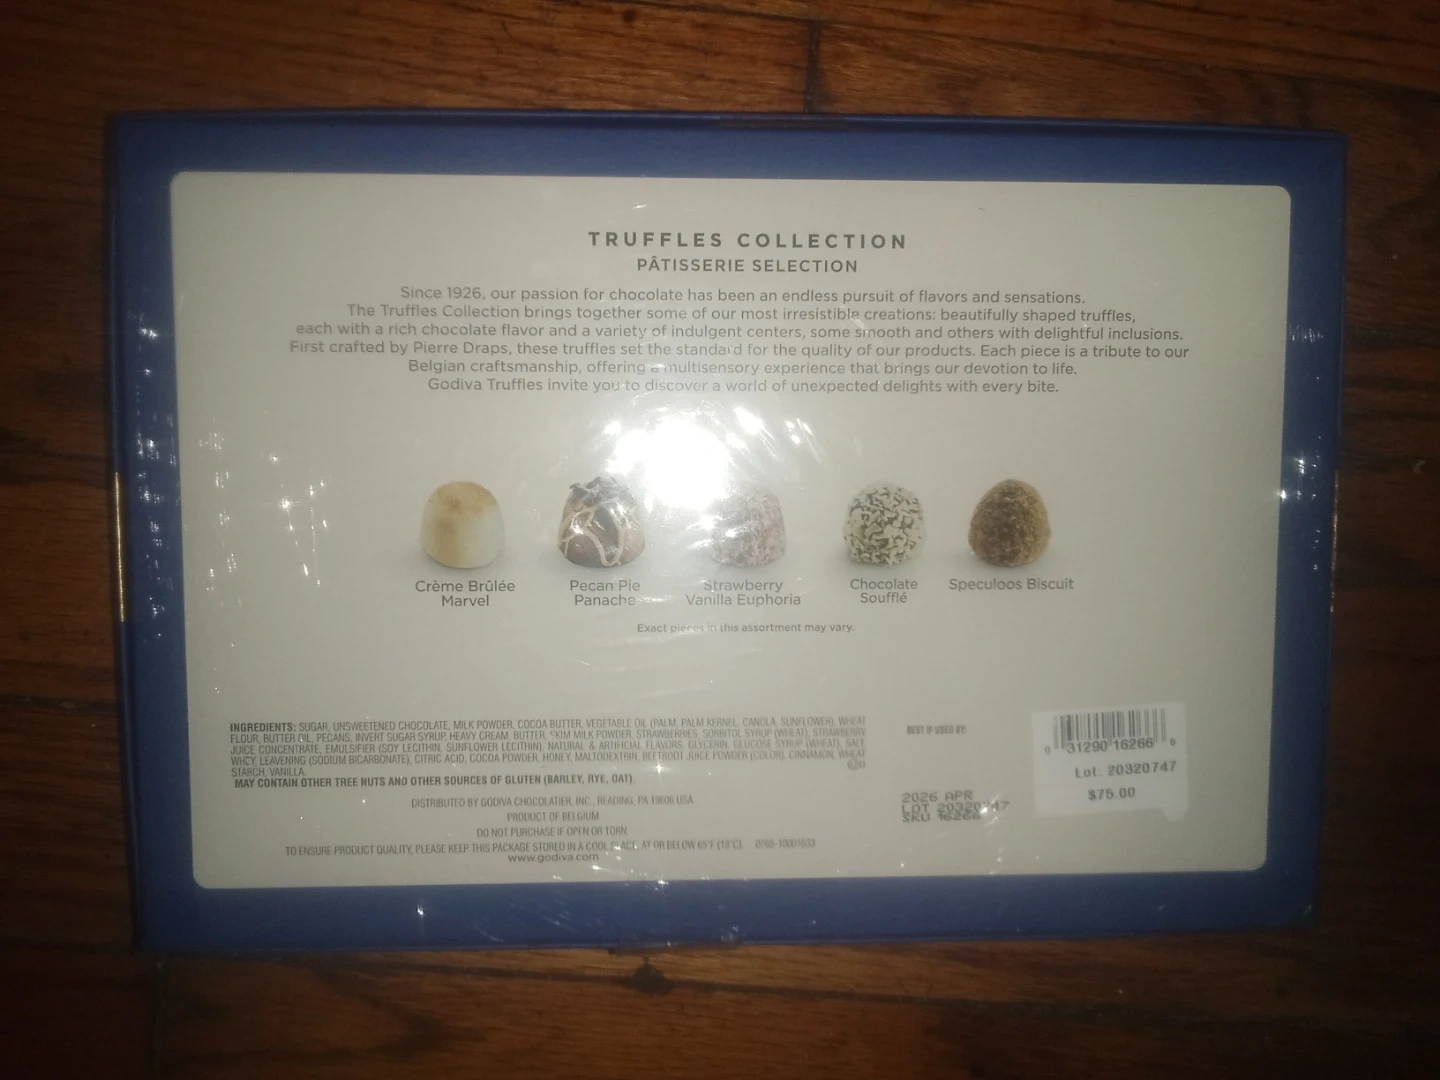 TRUFFLES COLLECTION
PÂTISSERIE SELECTION
Since 1926, our passion for chocolate has been an endless pursuit of flavors and sensations.
The Truffles Collection brings together some of our most irresistible creations: beautifully shaped truffles,
each with a rich chocolate flavor and a variety of indulgent centers, some smooth and others with delightful inclusions.
First crafted by Pierre Draps, these truffles set the standard for the quality of our products. Each piece is a tribute to our
Belgian craftsmanship, offering a multisensory experience that brings our devotion to life.
Godiva Truffles invite you to discover a world of unexpected delights with every bite.
Crème Brûlée
Marvel
Pecan Pie
Panache
Strawberry
Vanilla Euphoria
Chocolate
Soufflé
Speculoos Biscuit
Exact pieces in this assortment may vary.
INGREDIENTS: SUGAR, UNSWEETENED CHOCOLATE, MILK POWDER, COCOA BUTTER, VEGETABLE OIL (PALM, PALM KERNEL, CANOLA, SUNFLOWER), WHEAT
FLOUR, BUTTER OIL, PECANS, INVERT SUGAR SYRUP, HEAVY CREAM, BUTTER, SKIM MILK POWDER, STRAWBERRIES, SORBITOL SYRUP (WHEAT), STRAWBERRY
JUICE CONCENTRATE, EMULSIFIER (SOY LECITHIN, SUNFLOWER LECITHIN), NATURAL & ARTIFICIAL FLAVORS, GLYCERIN, GLUCOSE SYRUP (WHEAT), SALT,
WHEY, LEAVENING (SODIUM BICARBONATE), CITRIC ACID, COCOA POWDER, HONEY, MALTODEXTRIN, BEETROOT JUICE POWDER (COLOR), CINNAMON, WHEAT
STARCH, VANILLA.
MAY CONTAIN OTHER TREE NUTS AND OTHER SOURCES OF GLUTEN (BARLEY, RYE, OAT).
DISTRIBUTED BY GODIVA CHOCOLATIER, INC., READING, PA 19606 USA
PRODUCT OF BELGIUM
DO NOT PURCHASE IF OPEN OR TORN
TO ENSURE PRODUCT QUALITY, PLEASE KEEP THIS PACKAGE STORED IN A COOL PLACE, AT OR BELOW 65°F (18°C). 0765-10001633
www.godiva.com
BEST IF USED BY:
2026 APR
LOT 20320747
SKU 16266
0 31290 16266 6
Lot: 20320747
$75.00